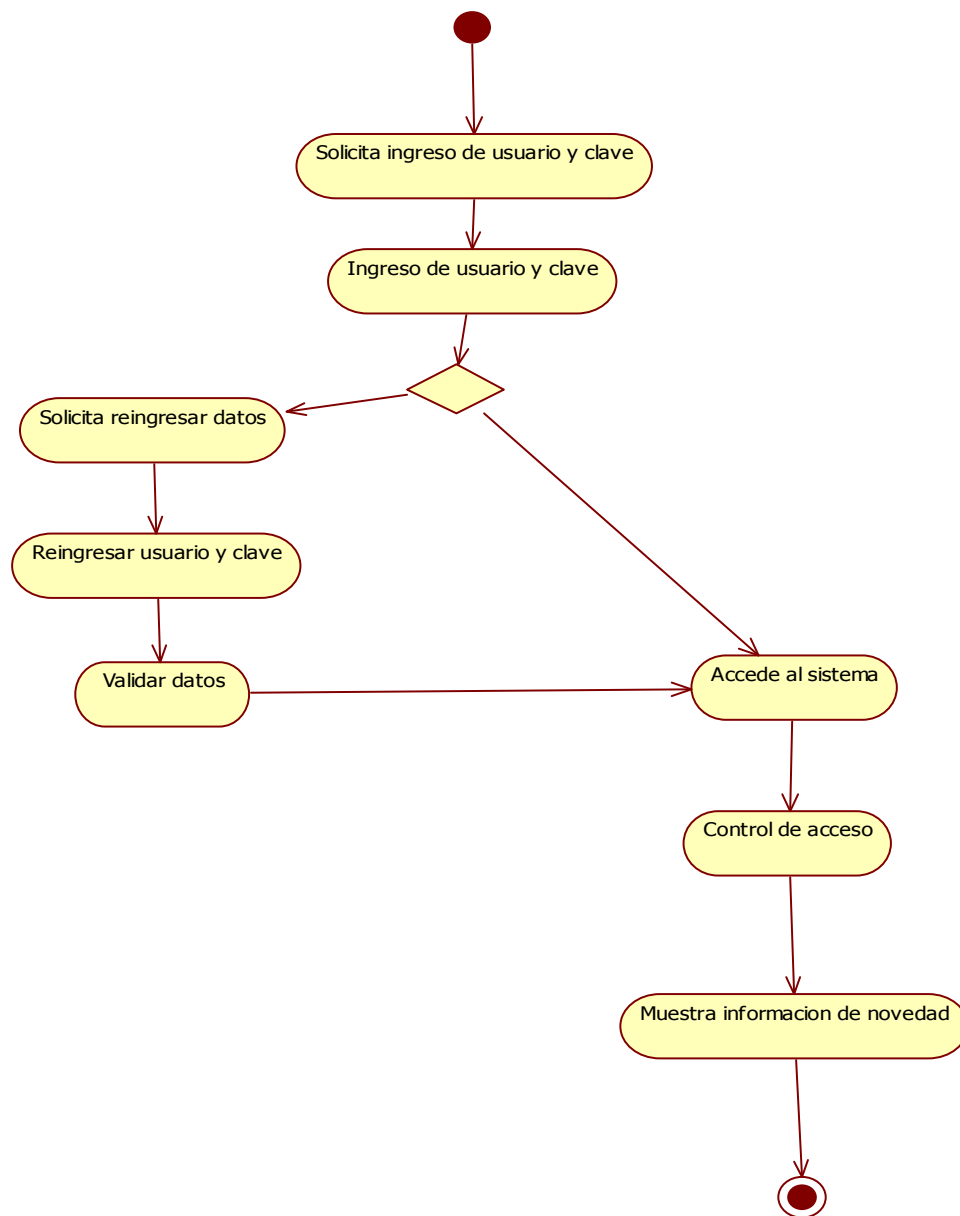 Solicita ingreso de usuario y clave
Ingreso de usuario y clave
Solicita reingresar datos
Reingresar usuario y clave
Validar datos
Accede al sistema
Control de acceso
Muestra informacion de novedad